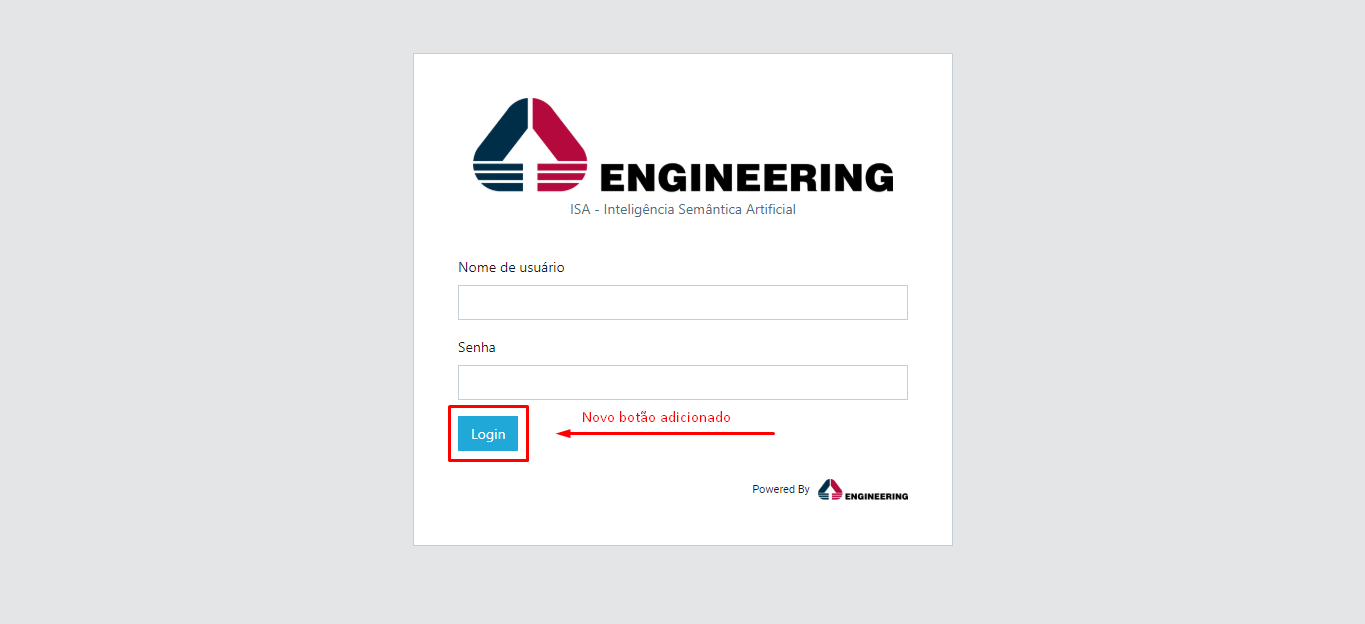 ENGINEERING
ISA - Inteligência Semântica Artificial
Nome de usuário
Senha
Novo botão adicionado
Login
Powered By ENGINEERING